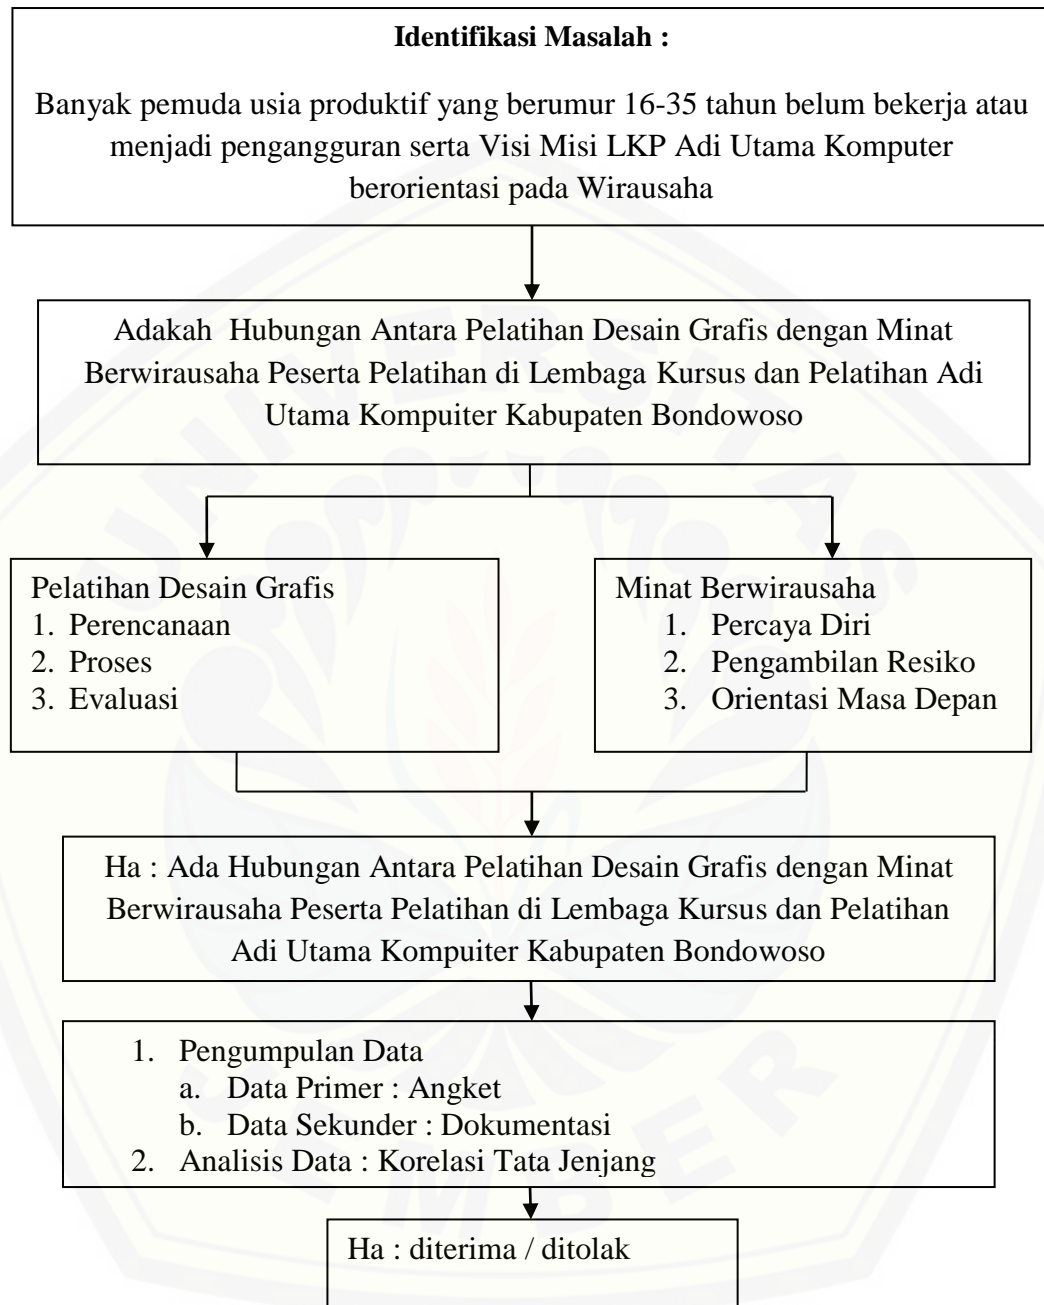 Identifikasi Masalah :
Banyak pemuda usia produktif yang berumur 16-35 tahun belum bekerja atau
menjadi pengangguran serta Visi Misi LKP Adi Utama Komputer
berorientasi pada Wirausaha
Adakah Hubungan Antara Pelatihan Desain Grafis dengan Minat
Berwirausaha Peserta Pelatihan di Lembaga Kursus dan Pelatihan Adi
Utama Kompuiter Kabupaten Bondowoso
Pelatihan Desain Grafis
1. Perencanaan
2. Proses
3. Evaluasi
Minat Berwirausaha
1. Percaya Diri
2. Pengambilan Resiko
3. Orientasi Masa Depan
Ha : Ada Hubungan Antara Pelatihan Desain Grafis dengan Minat
Berwirausaha Peserta Pelatihan di Lembaga Kursus dan Pelatihan
Adi Utama Kompuiter Kabupaten Bondowoso
1. Pengumpulan Data
a. Data Primer : Angket
b. Data Sekunder : Dokumentasi
2. Analisis Data : Korelasi Tata Jenjang
Ha : diterima / ditolak
UNIVERSITAS
JEMBER